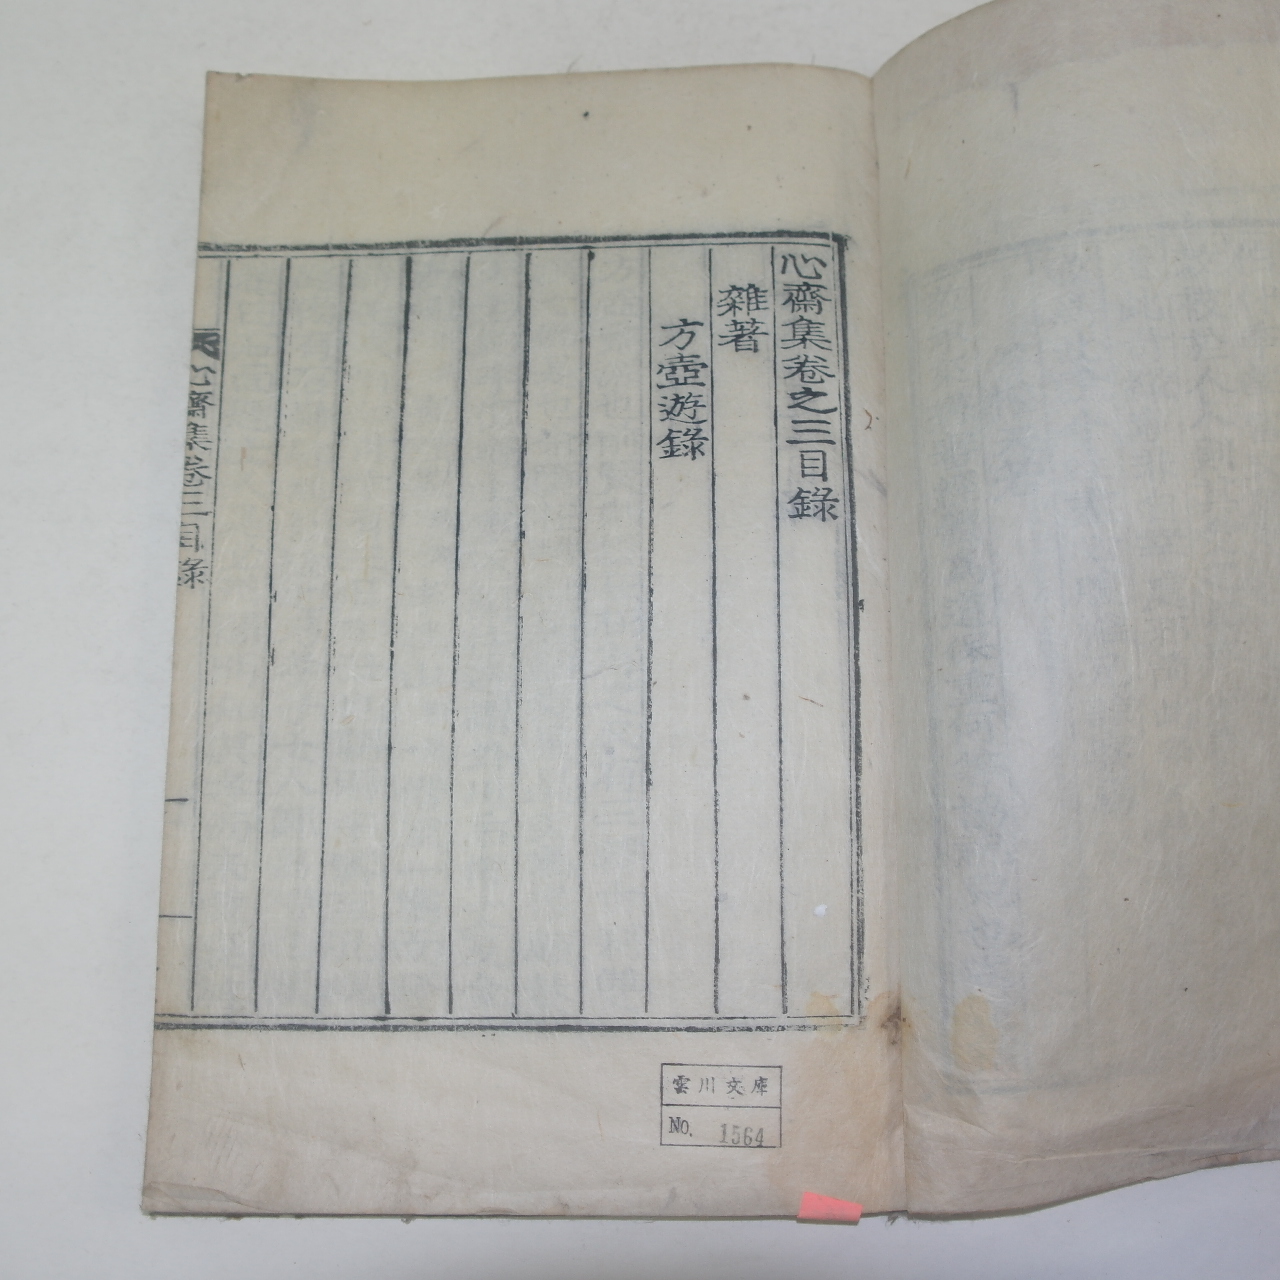 心齋集卷之三目錄
雜著
方壺遊錄
心齋集卷三目錄
一
雲川文庫
No. 1564